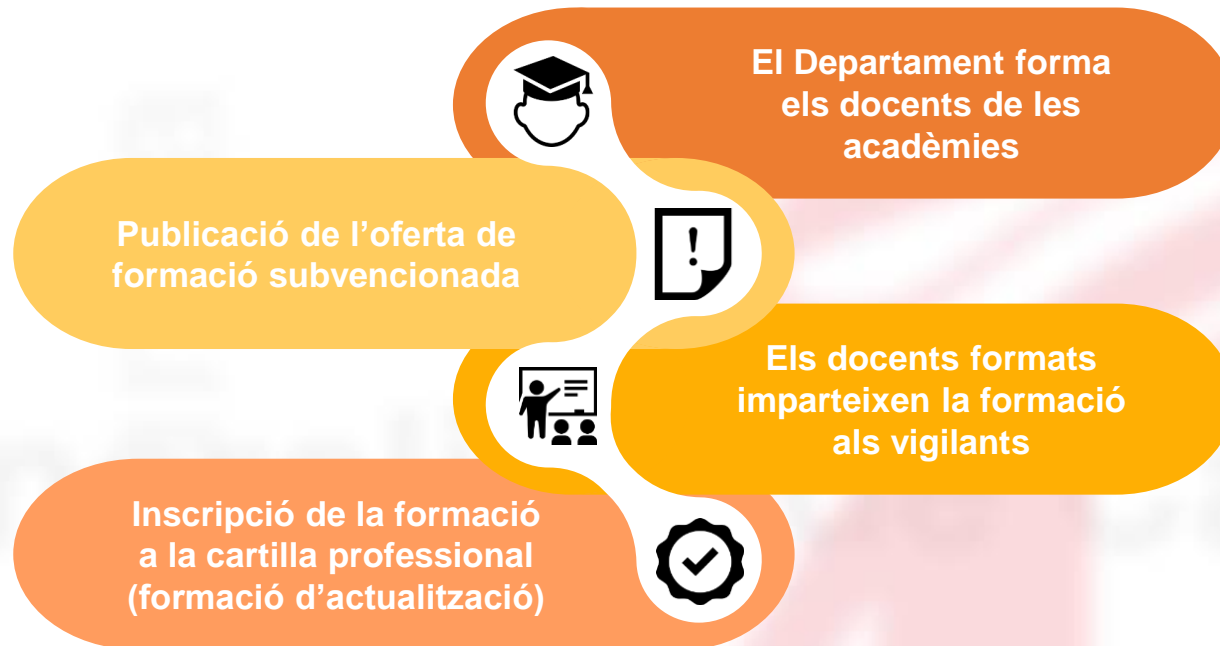 El Departament forma
els docents de les
acadèmies
Publicació de l’oferta de
formació subvencionada
Els docents formats
imparteixen la formació
als vigilants
Inscripció de la formació
a la cartilla professional
(formació d’actualització)